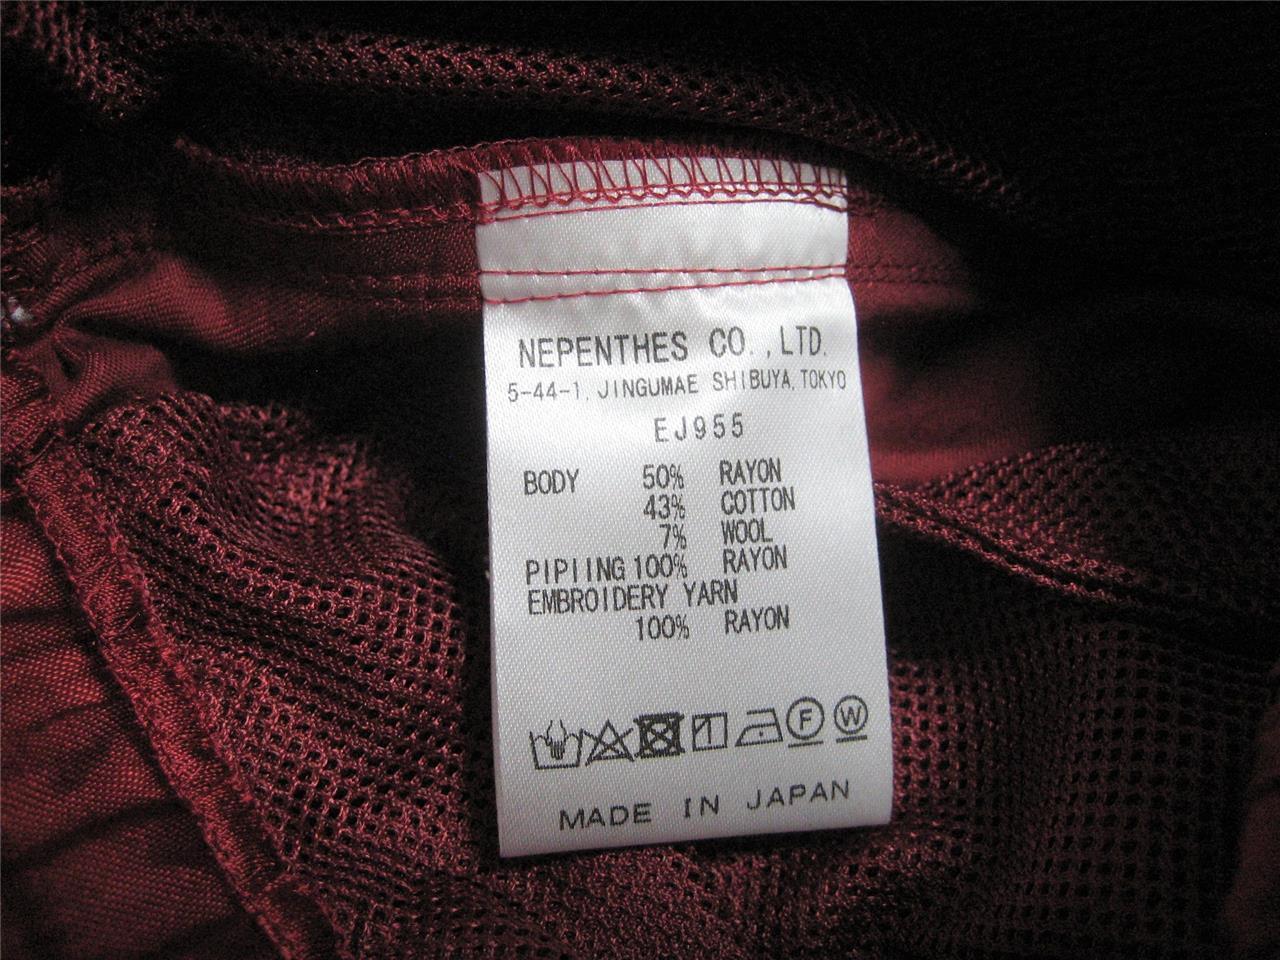 NEPENTHES CO.,LTD.
5-44-1, JINGUMAE SHIBUYA, TOKYO
EJ955
BODY 50% RAYON
43% COTTON
7% WOOL
PIPIING 100% RAYON
EMBROIDERY YARN
100% RAYON
F W
MADE IN JAPAN